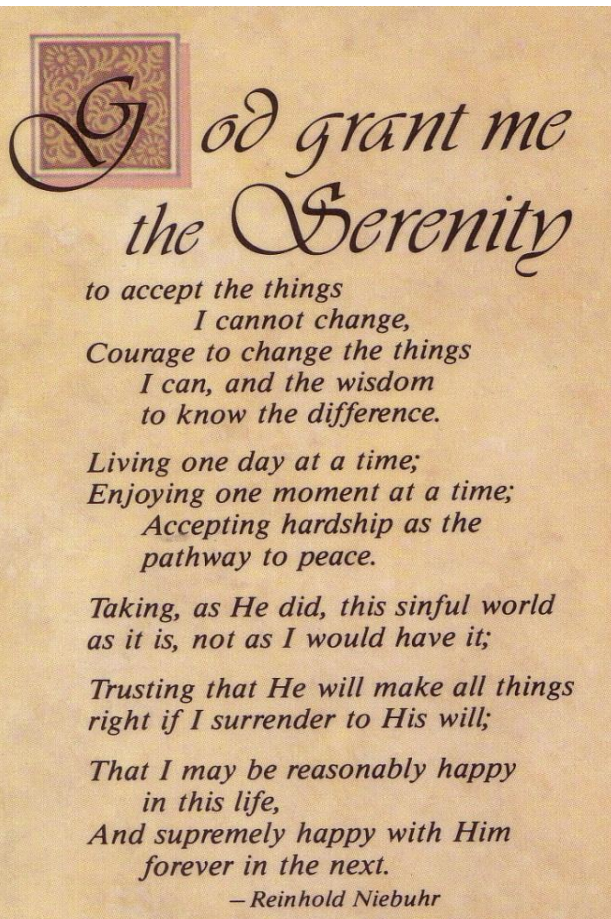 God grant me
the Serenity
to accept the things
I cannot change,
Courage to change the things
I can, and the wisdom
to know the difference.
Living one day at a time;
Enjoying one moment at a time;
Accepting hardship as the
pathway to peace.
Taking, as He did, this sinful world
as it is, not as I would have it;
Trusting that He will make all things
right if I surrender to His will;
That I may be reasonably happy
in this life,
And supremely happy with Him
forever in the next.
—Reinhold Niebuhr